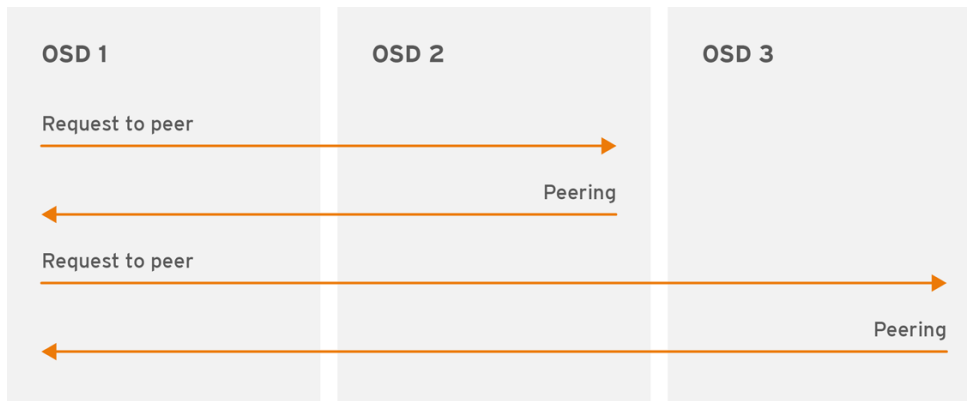 OSD 1
OSD 2
OSD 3
Request to peer
Peering
Request to peer
Peering